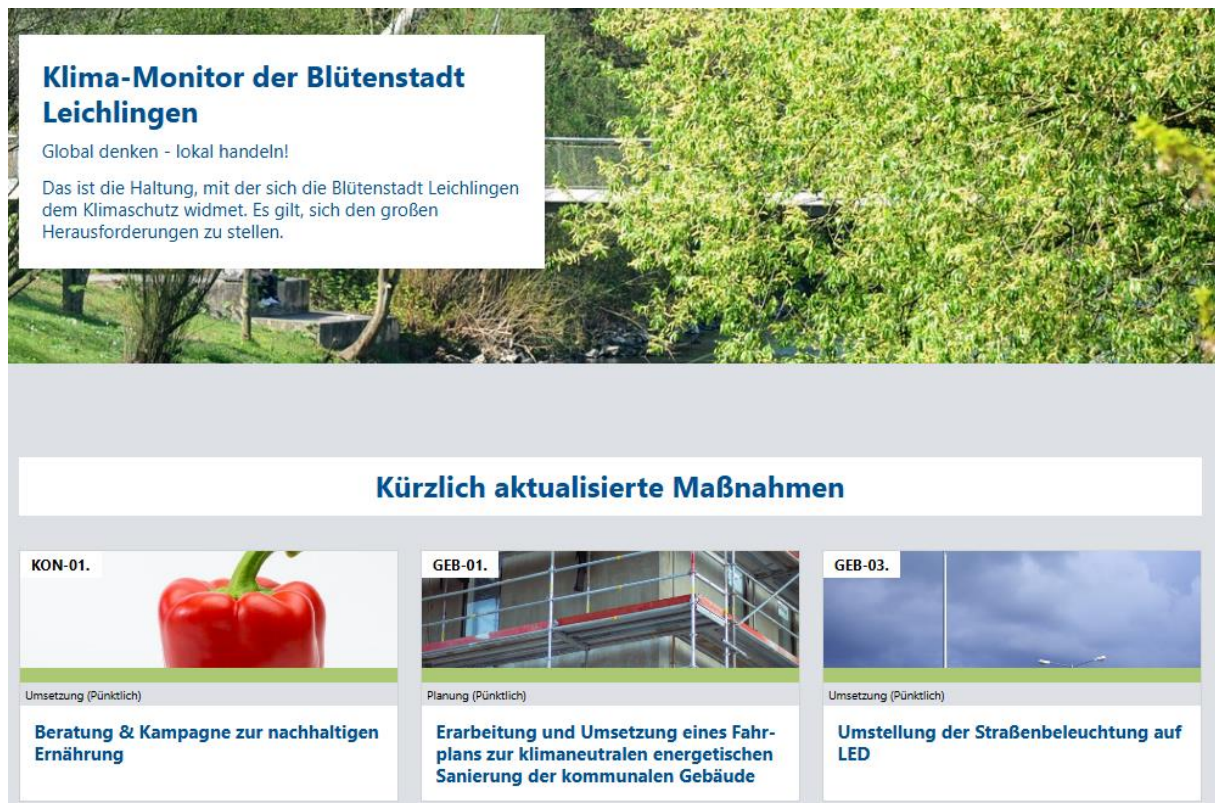 Klima-Monitor der Blütenstadt
Leichlingen
Global denken - lokal handeln!
Das ist die Haltung, mit der sich die Blütenstadt Leichlingen
dem Klimaschutz widmet. Es gilt, sich den großen
Herausforderungen zu stellen.
Kürzlich aktualisierte Maßnahmen
KON-01.
Umsetzung (Pünktlich)
Beratung & Kampagne zur nachhaltigen
Ernährung
GEB-01.
Planung (Pünktlich)
Erarbeitung und Umsetzung eines Fahr-
plans zur klimaneutralen energetischen
Sanierung der kommunalen Gebäude
GEB-03.
Umsetzung (Pünktlich)
Umstellung der Straßenbeleuchtung auf
LED